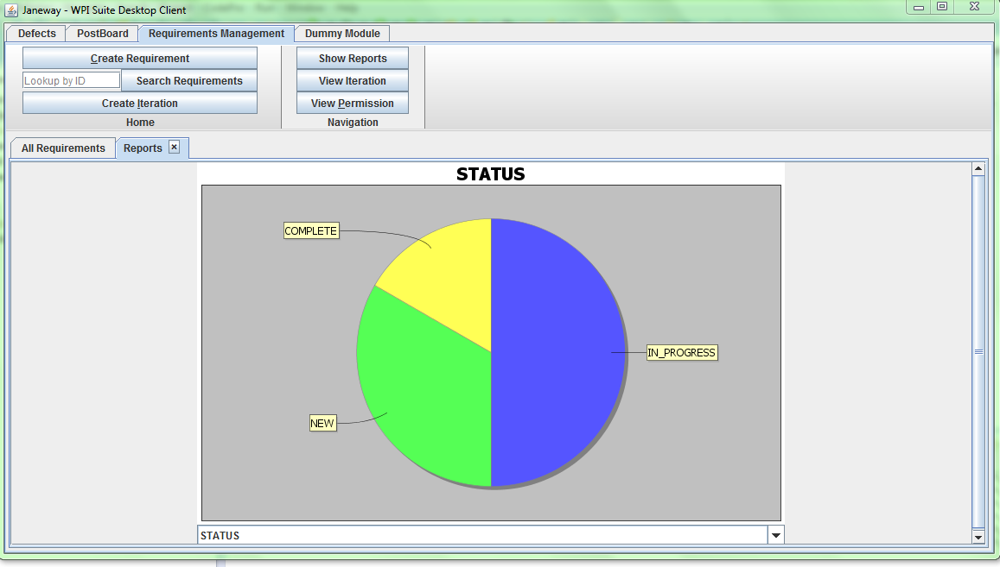 Janeway - WPI Suite Desktop Client
Defects PostBoard Requirements Management Dummy Module
Create Requirement
Lookup by ID Search Requirements
Create Iteration
Home
Show Reports
View Iteration
View Permission
Navigation
All Requirements Reports
STATUS
COMPLETE
IN_PROGRESS
NEW
STATUS